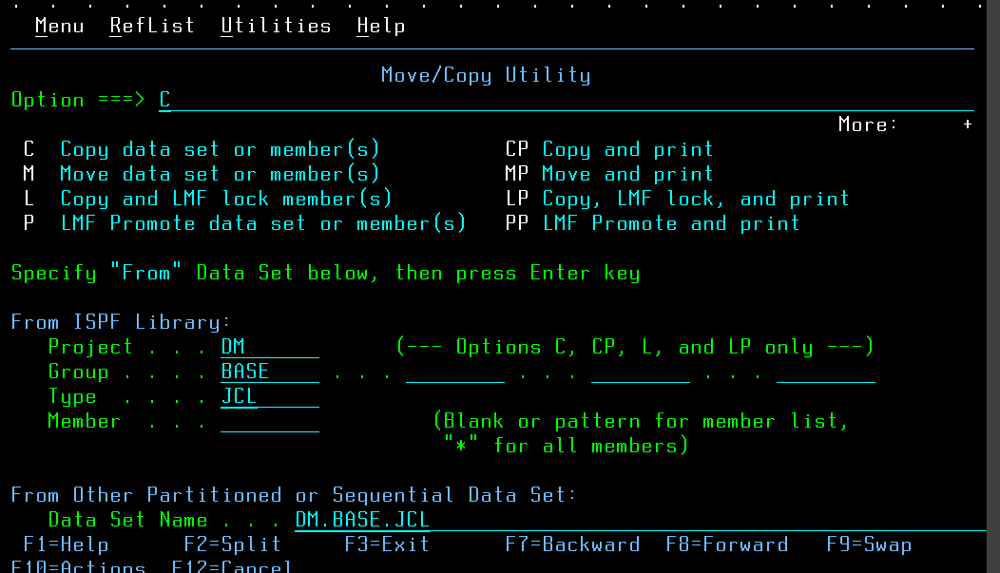 Menu RefList Utilities Help
Move/Copy Utility
Option ===> C
More: +
C Copy data set or member(s) CP Copy and print
M Move data set or member(s) MP Move and print
L Copy and LMF lock member(s) LP Copy, LMF lock, and print
P LMF Promote data set or member(s) PP LMF Promote and print
Specify "From" Data Set below, then press Enter key
From ISPF Library:
Project . . . DM (--- Options C, CP, L, and LP only ---)
Group . . . . BASE . . . . . . . . .
Type . . . . JCL
Member . . . (Blank or pattern for member list,
"*" for all members)
From Other Partitioned or Sequential Data Set:
Data Set Name . . . DM.BASE.JCL
F1=Help F2=Split F3=Exit F7=Backward F8=Forward F9=Swap
F10=Actions F12=Cancel